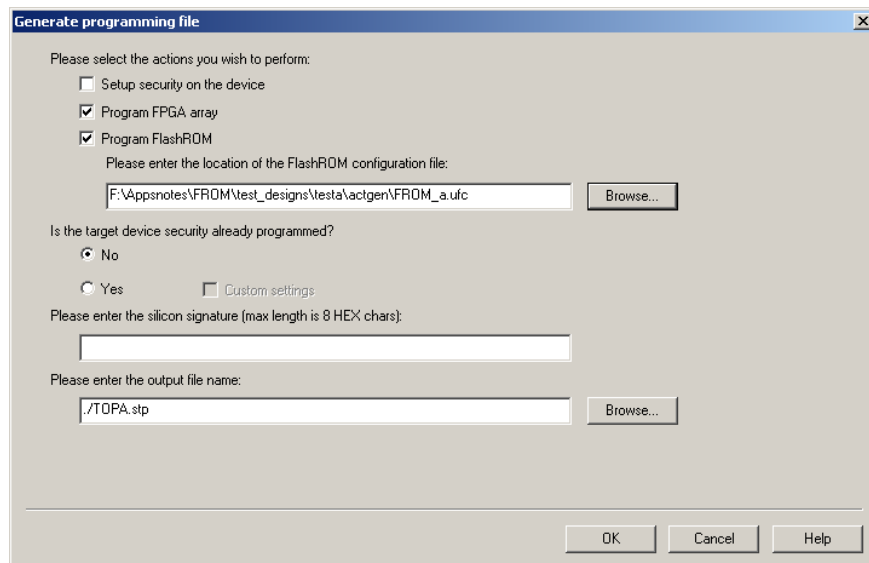 Generate programming file
Please select the actions you wish to perform:
Setup security on the device
Program FPGA array
Program FlashROM
Please enter the location of the FlashROM configuration file:
F:\Appsnotes\FROM\test_designs\testa\actgen\FROM_a.ufc
Browse...
Is the target device security already programmed?
No
Yes
Custom settings
Please enter the silicon signature (max length is 8 HEX chars):
Please enter the output file name:
./TOPA.stp
Browse...
OK
Cancel
Help